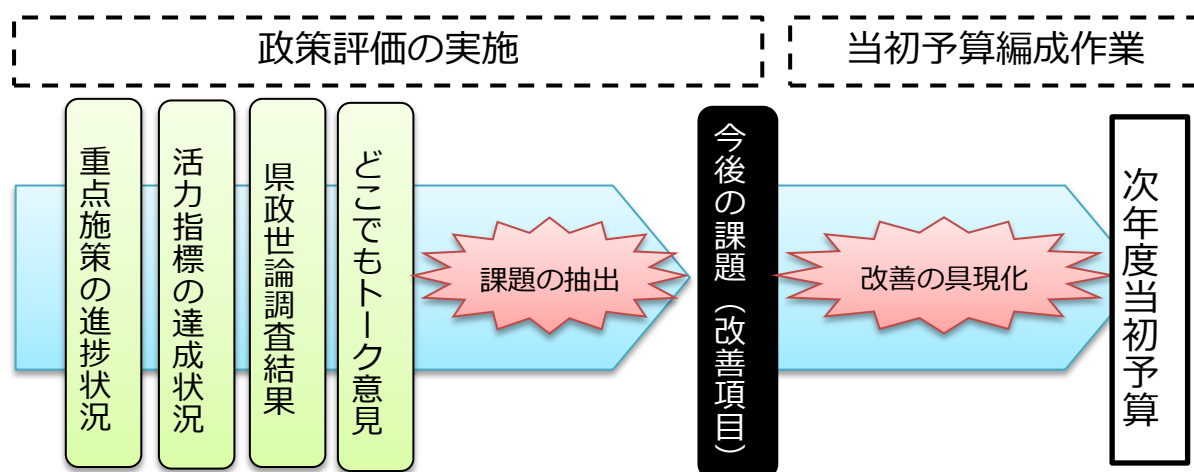 政策評価の実施
当初予算編成作業
重点施策の進捗状況
活力指標の達成状況
県政世論調査結果
どこでもトーク意見
課題の抽出
今後の課題（改善項目）
改善の具現化
次年度当初予算